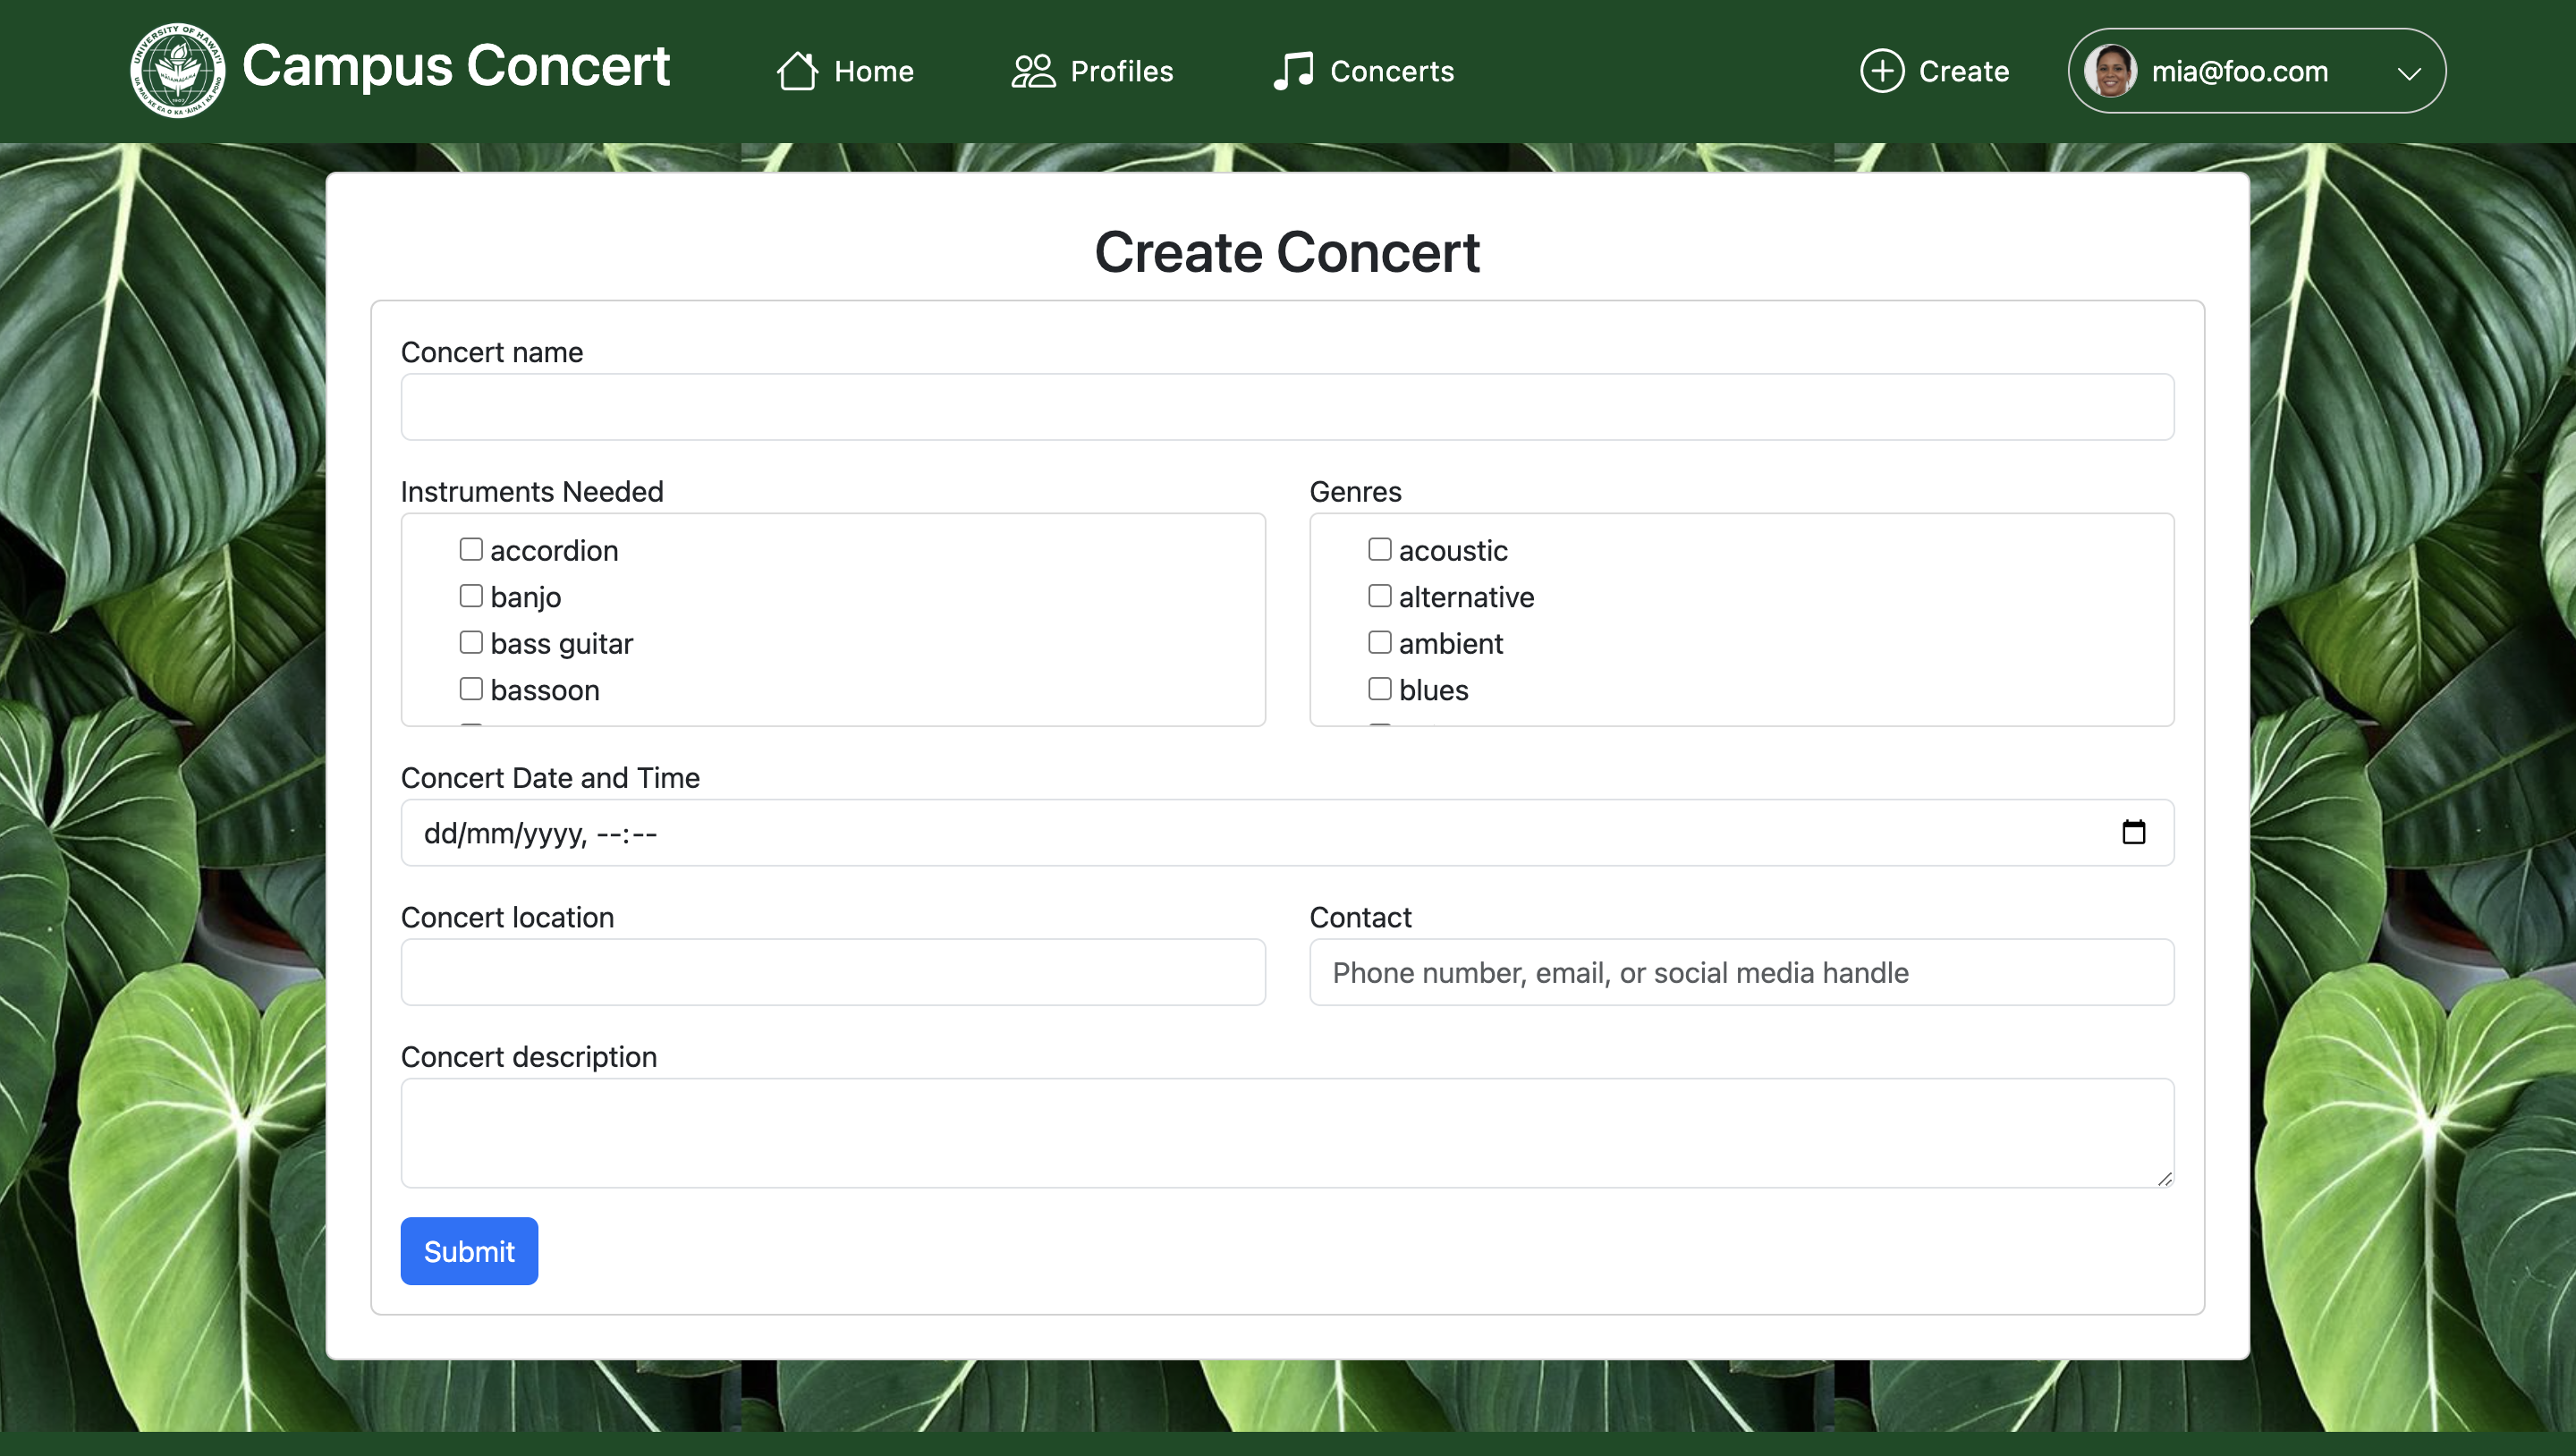 UNIVERSITY OF HAWAI'I
Campus Concert
Home
Profiles
Concerts
Create
mia@foo.com
Create Concert
Concert name
Instruments Needed
Genres
accordion
banjo
bass guitar
bassoon
acoustic
alternative
ambient
blues
Concert Date and Time
dd/mm/yyyy, --:--
Concert location
Contact
Phone number, email, or social media handle
Concert description
Submit